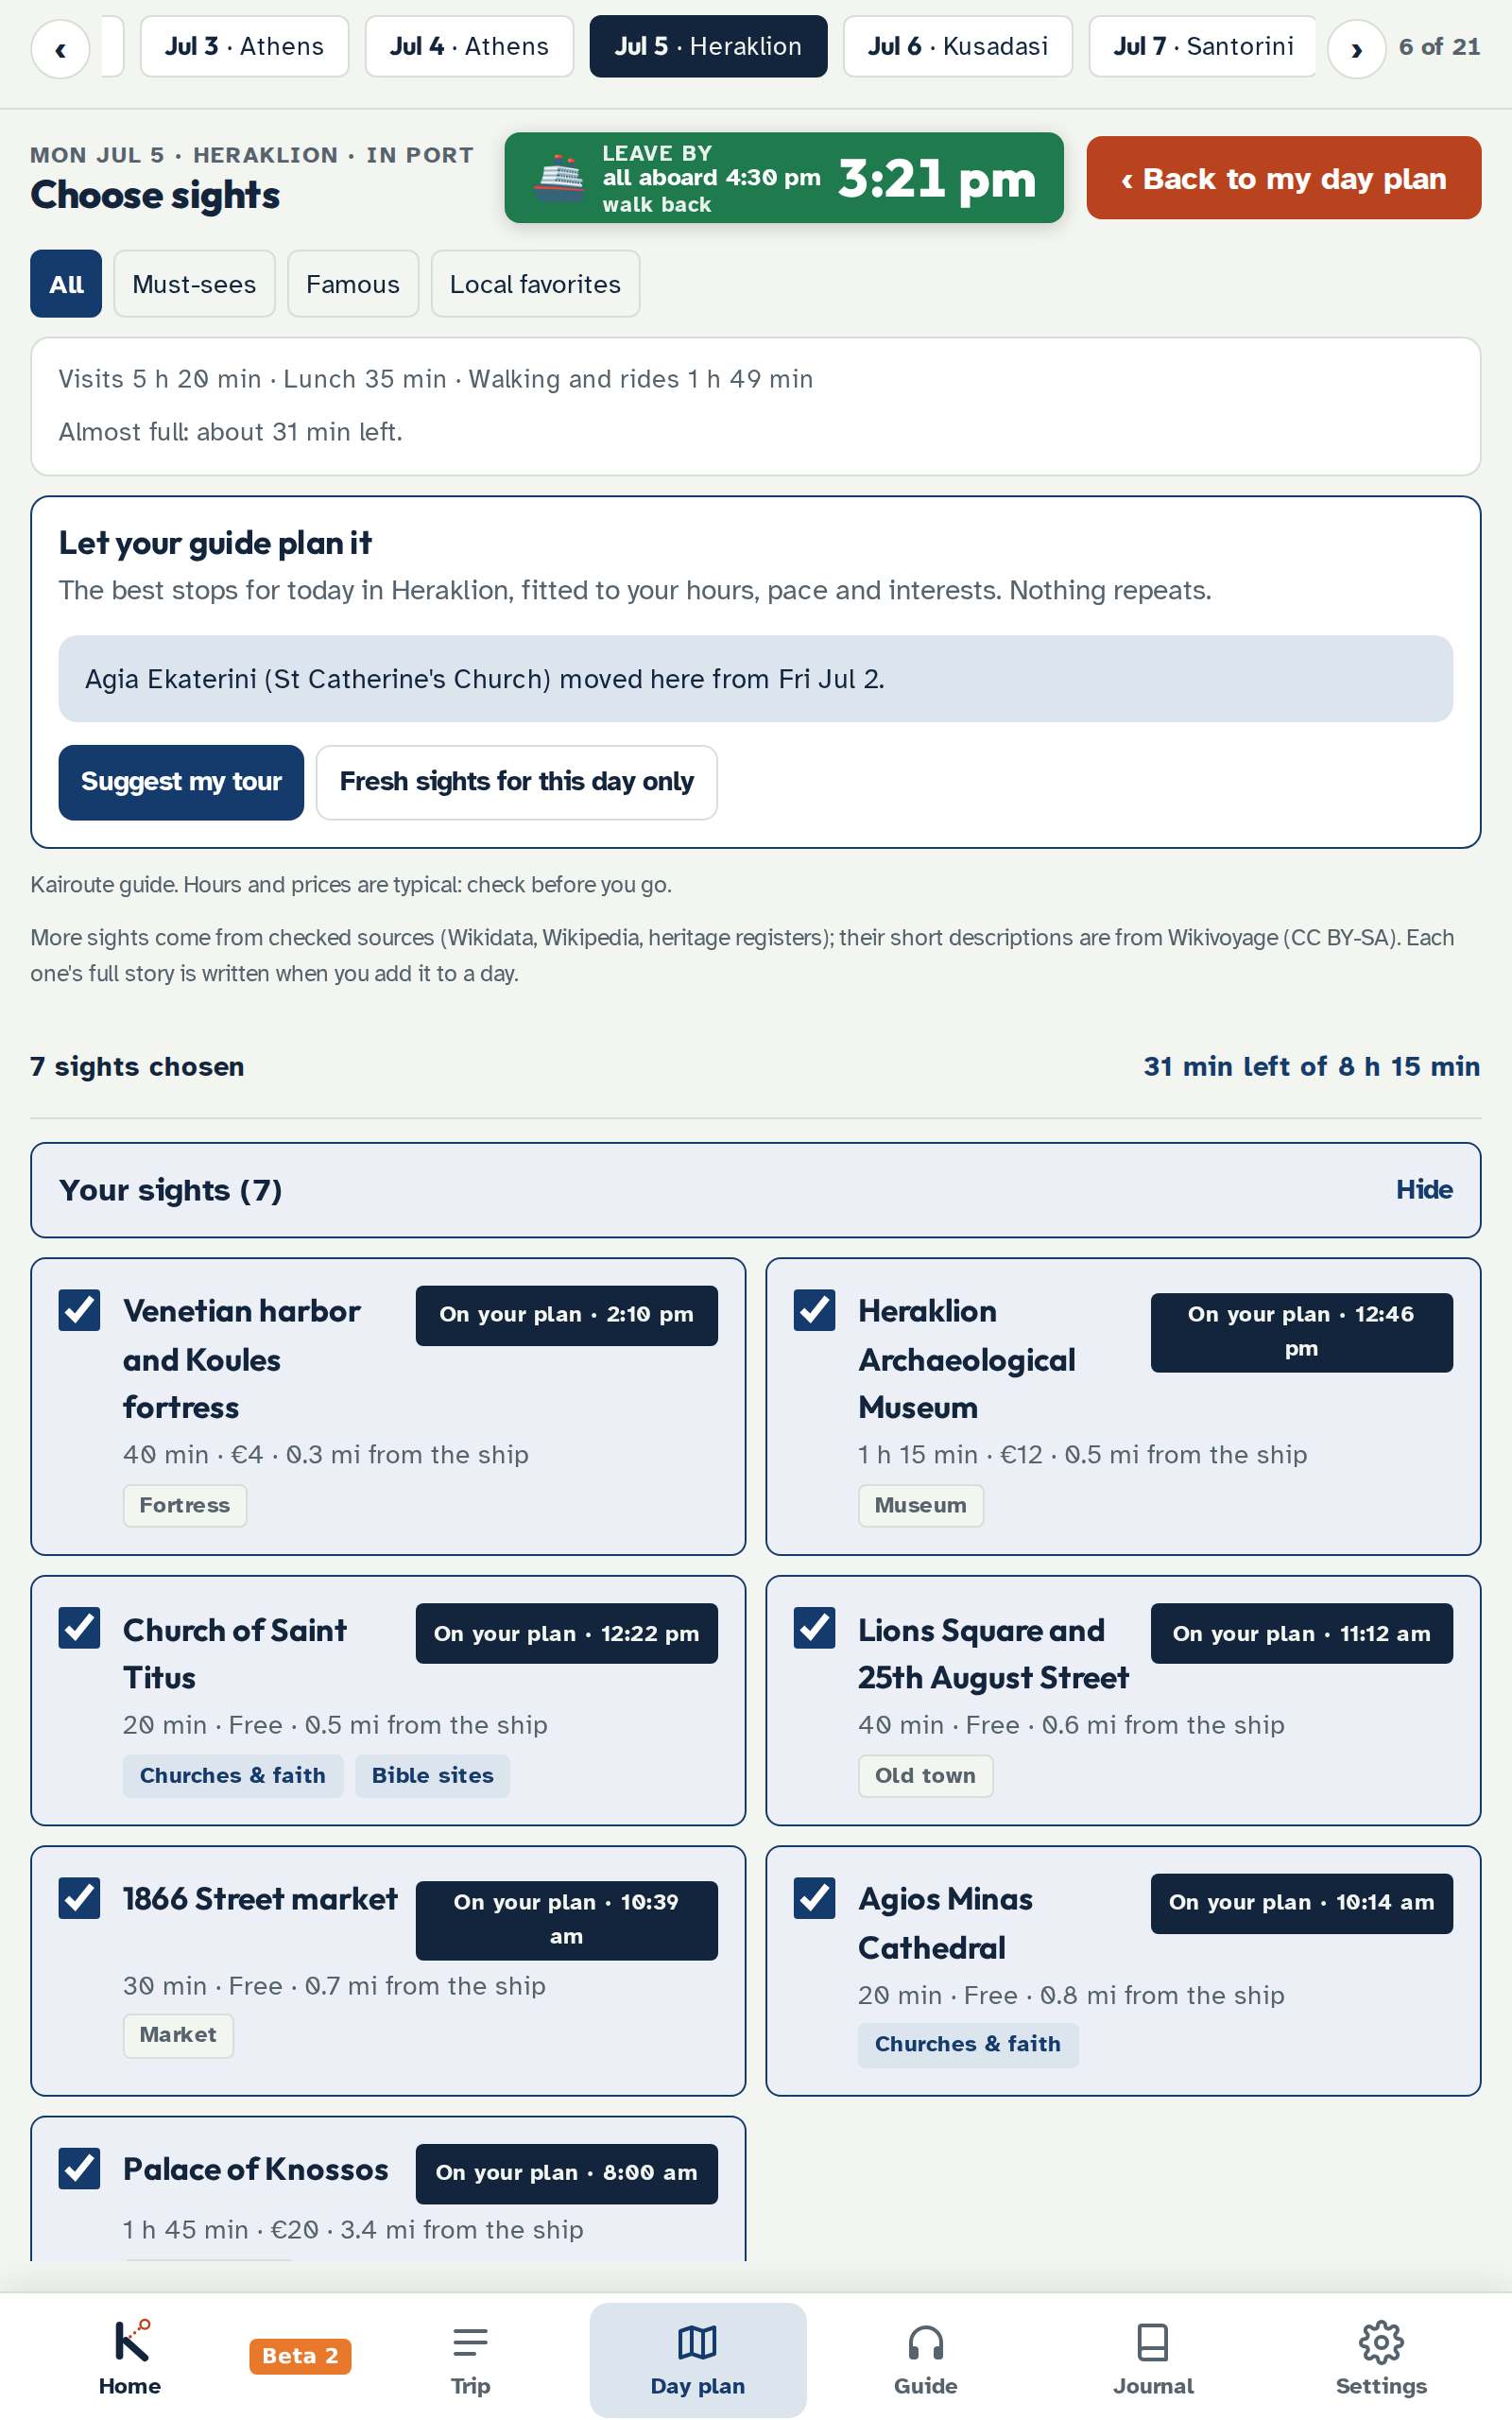 ‹
Jul 3 · Athens
Jul 4 · Athens
Jul 5 · Heraklion
Jul 6 · Kusadasi
Jul 7 · Santorini
›
6 of 21
MON JUL 5 · HERAKLION · IN PORT
Choose sights
LEAVE BY
all aboard 4:30 pm
walk back
3:21 pm
‹ Back to my day plan
All
Must-sees
Famous
Local favorites
Visits 5 h 20 min · Lunch 35 min · Walking and rides 1 h 49 min
Almost full: about 31 min left.
Let your guide plan it
The best stops for today in Heraklion, fitted to your hours, pace and interests. Nothing repeats.
Agia Ekaterini (St Catherine's Church) moved here from Fri Jul 2.
Suggest my tour
Fresh sights for this day only
Kairoute guide. Hours and prices are typical: check before you go.
More sights come from checked sources (Wikidata, Wikipedia, heritage registers); their short descriptions are from Wikivoyage (CC BY-SA). Each
one's full story is written when you add it to a day.
7 sights chosen
31 min left of 8 h 15 min
Your sights (7)
Hide
Venetian harbor
and Koules
fortress
On your plan · 2:10 pm
40 min · €4 · 0.3 mi from the ship
Fortress
Heraklion
Archaeological
Museum
On your plan · 12:46
pm
1 h 15 min · €12 · 0.5 mi from the ship
Museum
Church of Saint
Titus
On your plan · 12:22 pm
20 min · Free · 0.5 mi from the ship
Churches & faith
Bible sites
Lions Square and
25th August Street
On your plan · 11:12 am
40 min · Free · 0.6 mi from the ship
Old town
1866 Street market
On your plan · 10:39
am
30 min · Free · 0.7 mi from the ship
Market
Agios Minas
Cathedral
On your plan · 10:14 am
20 min · Free · 0.8 mi from the ship
Churches & faith
Palace of Knossos
On your plan · 8:00 am
1 h 45 min · €20 · 3.4 mi from the ship
Home
Beta 2
Trip
Day plan
Guide
Journal
Settings